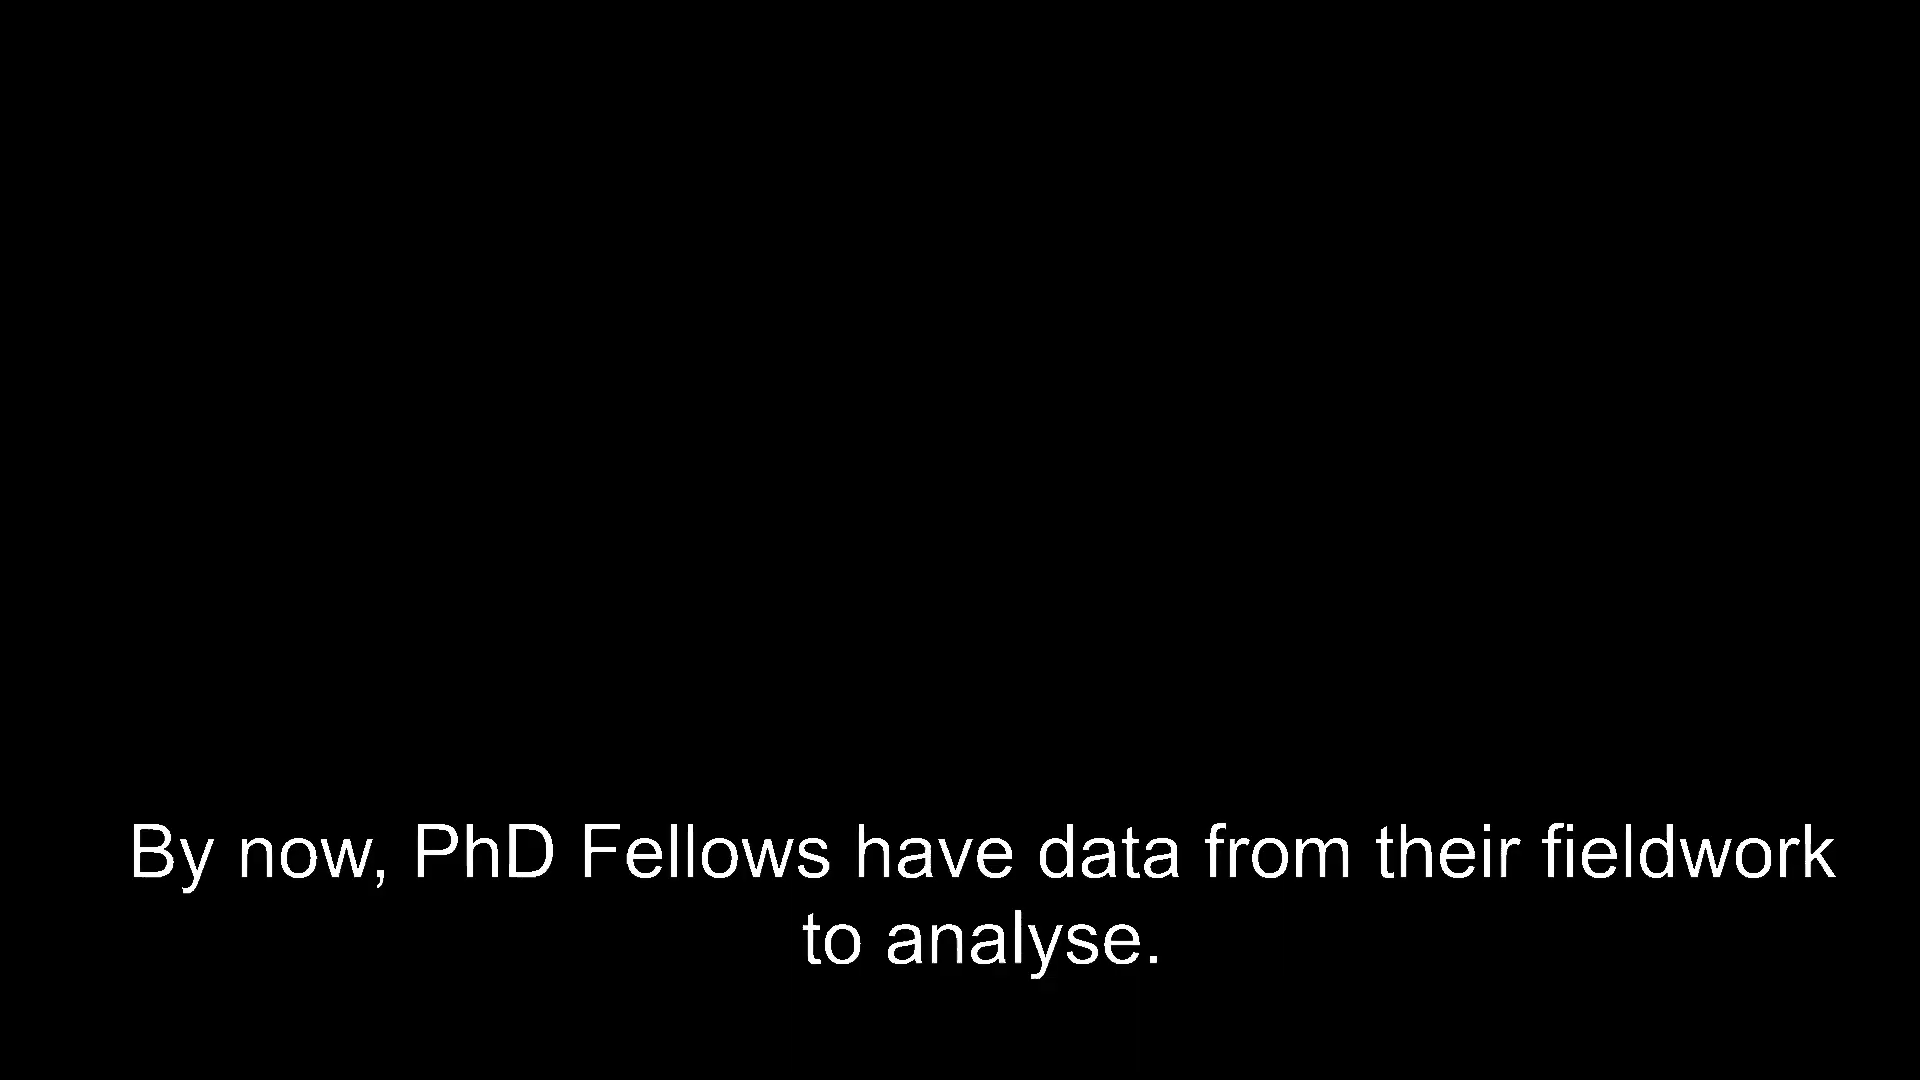 By now, PhD Fellows have data from their fieldwork
to analyse.